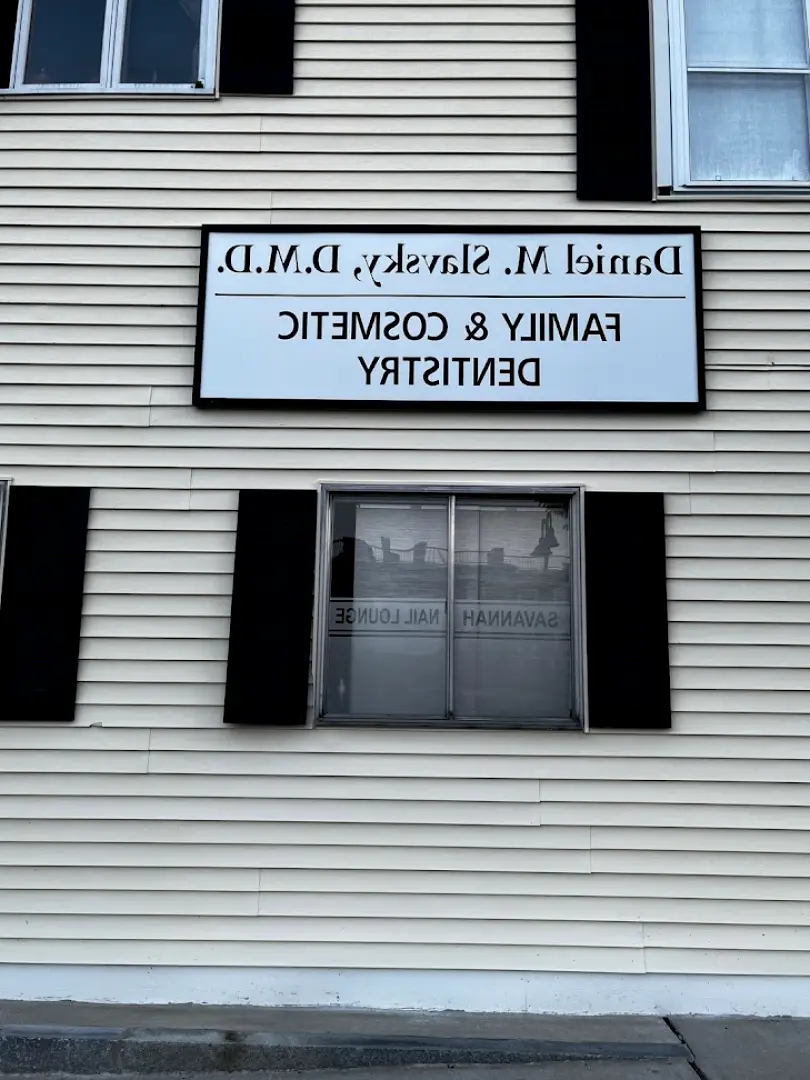 Daniel M. Slavsky, D.M.D.
FAMILY & COSMETIC
DENTISTRY
SAVANNAH NAIL LOUNGE